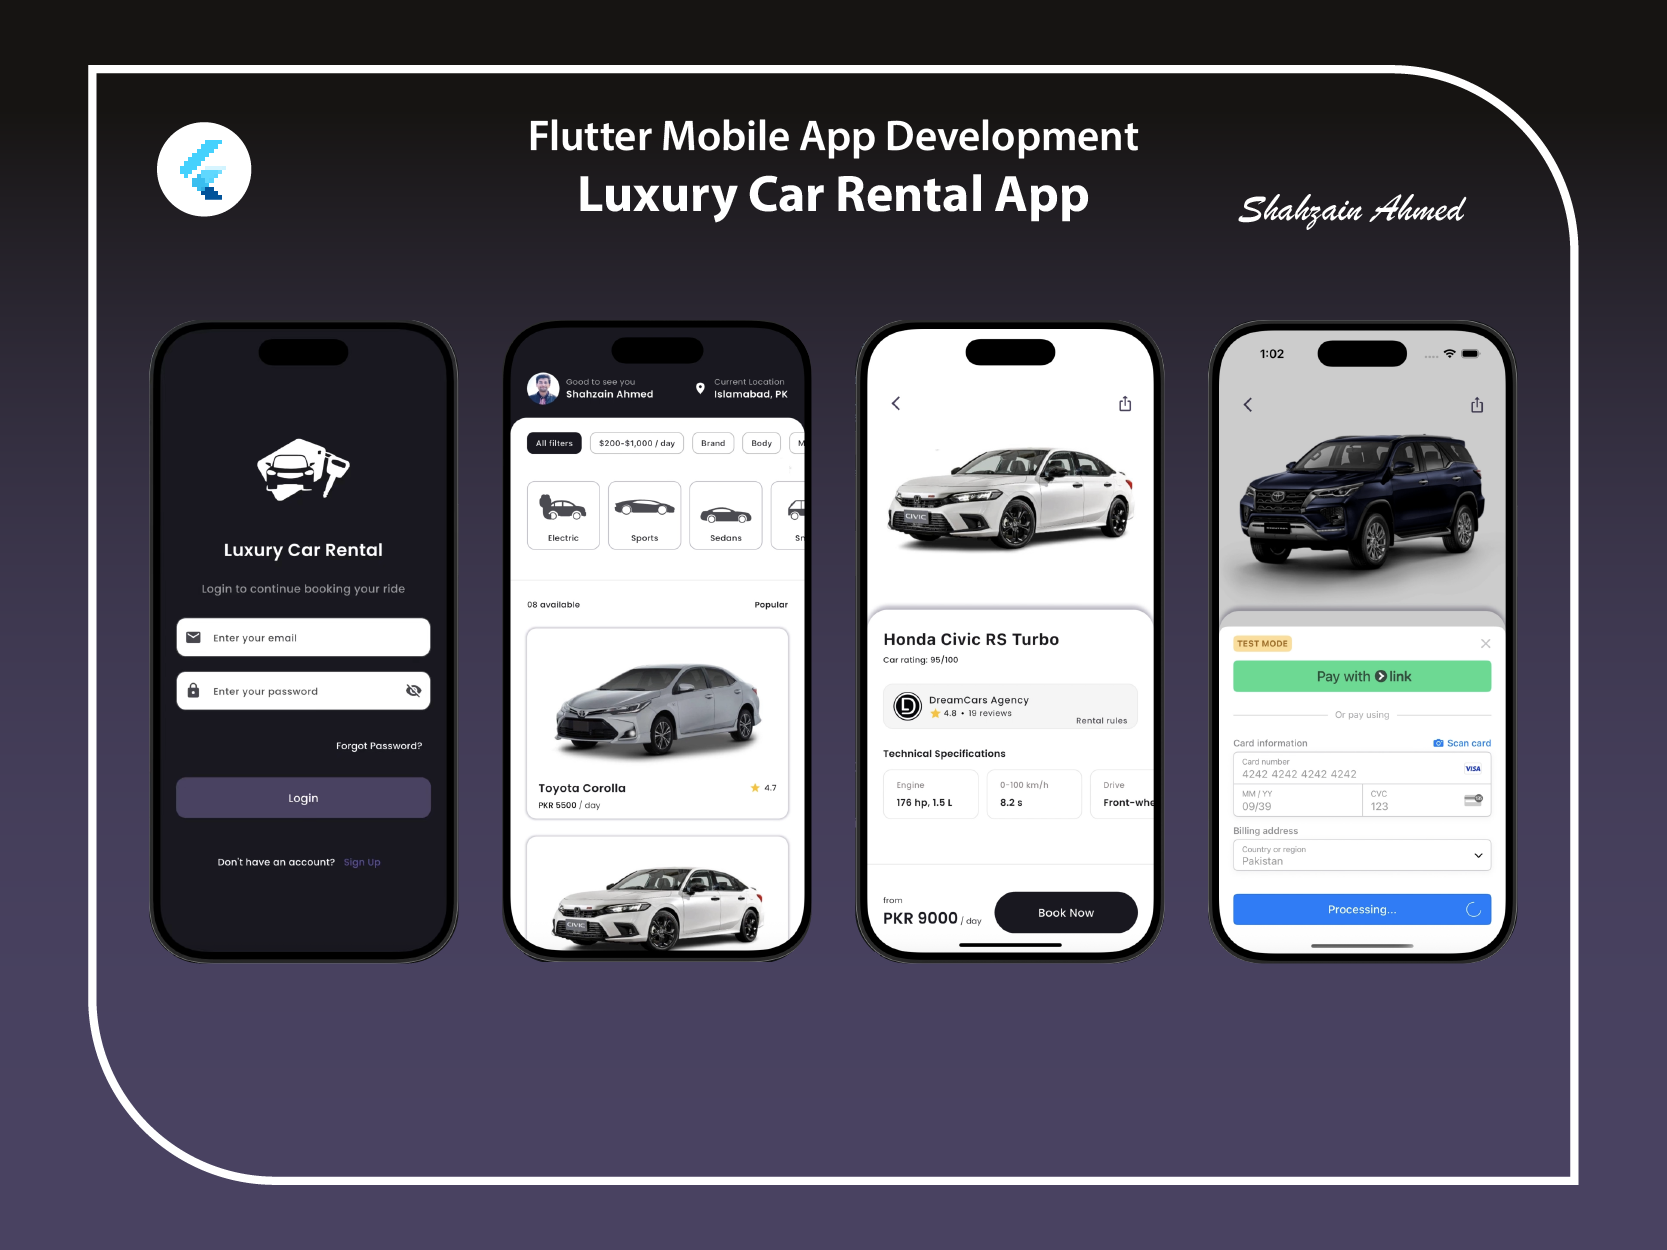 Flutter Mobile App Development
Luxury Car Rental App
Shahzain Ahmed
Luxury Car Rental
Login to continue booking your ride
Enter your email
Enter your password
Forgot Password?
Login
Don't have an account? Sign Up
Good to see you
Shahzain Ahmed
Current Location
Islamabad, PK
All filters
$200-$1,000 / day
Brand
Body
M
Electric
Sports
Sedans
Sm
08 available
Popular
Toyota Corolla
4.7
PKR 5500 / day
CIVIC
CIVIC
Honda Civic RS Turbo
Car rating: 95/100
DreamCars Agency
4.8 • 19 reviews
Rental rules
Technical Specifications
Engine
176 hp, 1.5 L
0-100 km/h
8.2 s
Drive
Front-whe
from
PKR 9000 / day
Book Now
1:02
TEST MODE
Pay with link
Or pay using
Card information
Scan card
Card number
4242 4242 4242 4242
VISA
MM / YY
09/39
CVC
123
Billing address
Country or region
Pakistan
Processing...